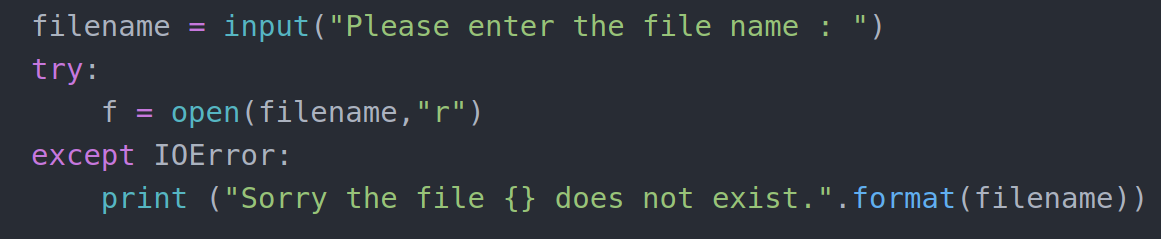 filename = input("Please enter the file name : ")
try:
    f = open(filename,"r")
except IOError:
    print ("Sorry the file {} does not exist.".format(filename))